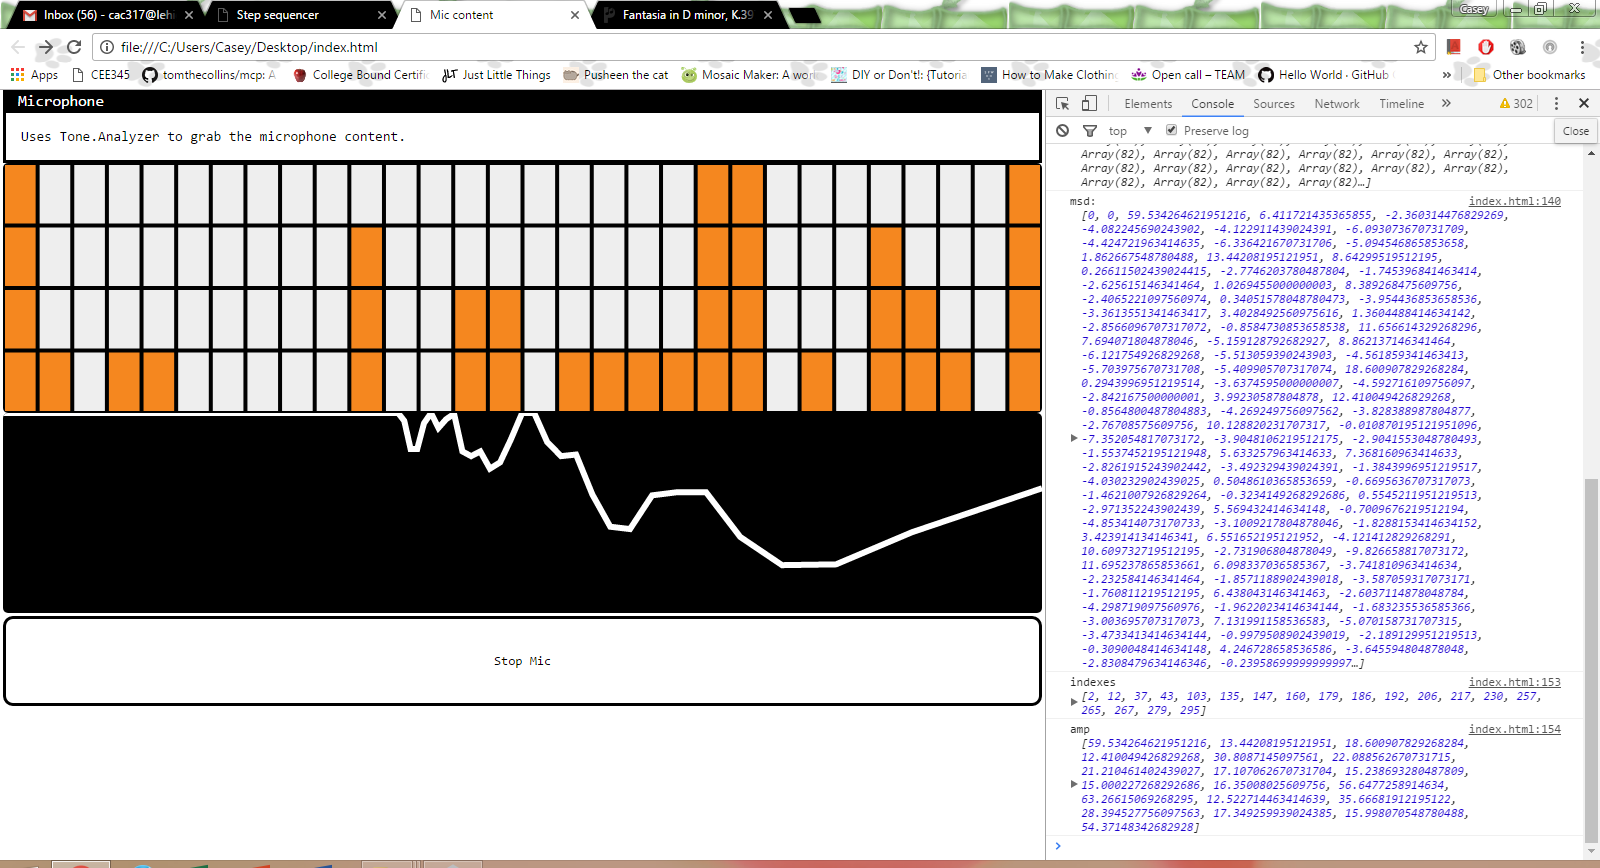 Inbox (56) - cac317@lehi
Step sequencer
Mic content
Fantasia in D minor, K.39
Casey
file:///C:/Users/Casey/Desktop/index.html
Apps
CEE345
tomthecollins/mcp: A
College Bound Certific
Just Little Things
Pusheen the cat
Mosaic Maker: A wor
DIY or Don't!: {Tutoria
How to Make Clothing
Open call – TEAM
Hello World · GitHub
»
Other bookmarks
Microphone
Uses Tone.Analyzer to grab the microphone content.
Stop Mic
Elements Console Sources Network Timeline » 302
top Preserve log
Close
Array(82), Array(82), Array(82), Array(82), Array(82), Array(82),
Array(82), Array(82), Array(82), Array(82), Array(82), Array(82),
Array(82), Array(82), Array(82), Array(82)…]
msd: index.html:140
[0, 0, 59.534264621951216, 6.411721435365855, -2.360314476829269,
-4.082245690243902, -4.122911439024391, -6.093073670731709,
-4.424721963414635, -6.336421670731706, -5.094546865853658,
1.862667548780488, 13.44208195121951, 8.64299519512195,
0.26611502439024415, -2.7746203780487804, -1.745396841463414,
-2.625615146341464, 1.0269455000000003, 8.389268475609756,
-2.4065221097560974, 0.34051578048780473, -3.954436853658536,
-3.3613551341463417, 3.4028492560975616, 1.3604488414634142,
-2.8566096707317072, -0.8584730853658538, 11.656614329268296,
7.694071804878046, -5.159128792682927, 8.862137146341464,
-6.121754926829268, -5.513059390243903, -4.561859341463413,
-5.703975670731708, -5.409905707317074, 18.600907829268284,
0.2943996951219514, -3.6374595000000007, -4.592716109756097,
-2.842167500000001, 3.99230587804878, 12.410049426829268,
-0.8564800487804883, -4.269249756097562, -3.828388987804877,
-2.76708575609756, 10.128820231707317, -0.010870195121951096,
-7.352054817073172, -3.9048106219512175, -2.9041553048780493,
-1.5537452195121948, 5.633257963414633, 7.368160963414633,
-2.8261915243902442, -3.492329439024391, -1.3843996951219517,
-4.030232902439025, 0.5048610365853659, -0.6695636707317073,
-1.4621007926829264, -0.3234149268292686, 0.5545211951219513,
-2.971352243902439, 5.569432414634148, -0.7009676219512194,
-4.853414073170733, -3.1009217804878046, -1.8288153414634152,
3.423914134146341, 6.551652195121952, -4.121412829268291,
10.609732719512195, -2.731906804878049, -9.826658817073172,
11.695237865853661, 6.098337036585367, -3.741810963414634,
-2.232584146341464, -1.8571188902439018, -3.587059317073171,
-1.760811219512195, 6.438043146341463, -2.6037114878048784,
-4.298719097560976, -1.9622023414634144, -1.683235536585366,
-3.003695707317073, 7.131991158536583, -5.070158731707315,
-3.4733413414634144, -0.9979508902439019, -2.189129951219513,
-0.3090048414634148, 4.246728658536586, -3.645594804878048,
-2.8308479634146346, -0.23958699999999997…]
indexes index.html:153
[2, 12, 37, 43, 103, 135, 147, 160, 179, 186, 192, 206, 217, 230, 257,
265, 267, 279, 295]
amp index.html:154
[59.534264621951216, 13.44208195121951, 18.600907829268284,
12.410049426829268, 30.8087145097561, 22.088562670731715,
21.210461402439027, 17.107062670731704, 15.238693280487809,
15.000227268292686, 16.35008025609756, 56.6477258914634,
63.26615069268295, 12.522714463414639, 35.66681912195122,
28.394527756097563, 17.349259939024385, 15.998070548780488,
54.37148342682928]